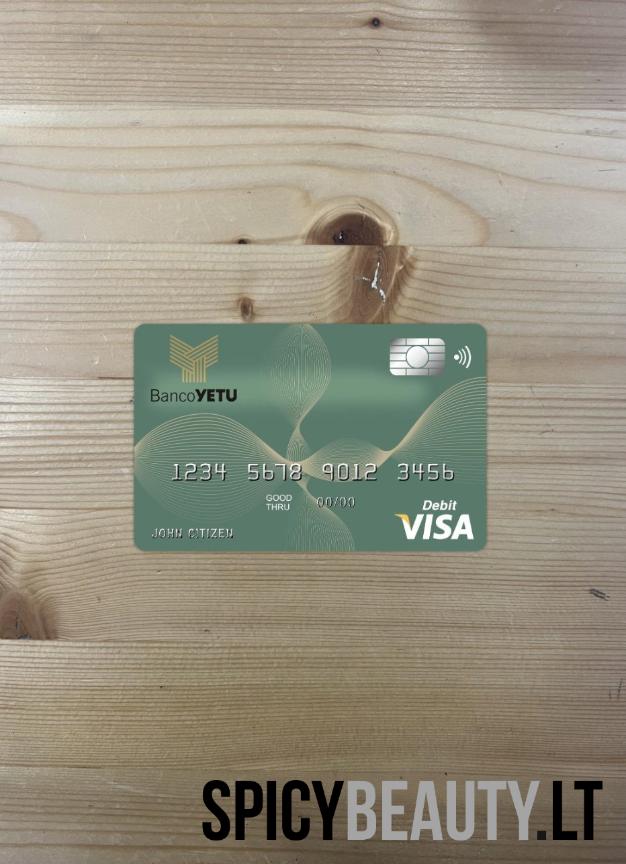 BancoYETU
1234 5678 9012 3456
GOOD
THRU
00/00
JOHN CITIZEN
Debit
VISA
SPICYBEAUTY.LT